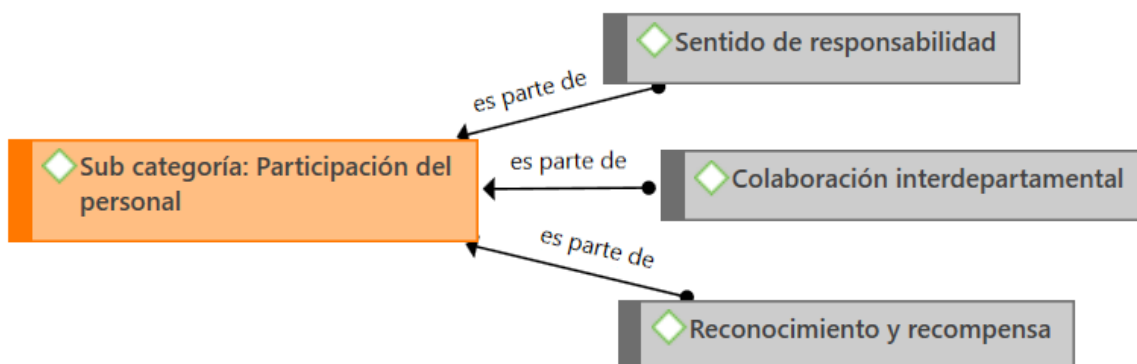 Sentido de responsabilidad
es parte de
Sub categoría: Participación del
personal
es parte de
Colaboración interdepartamental
es parte de
Reconocimiento y recompensa